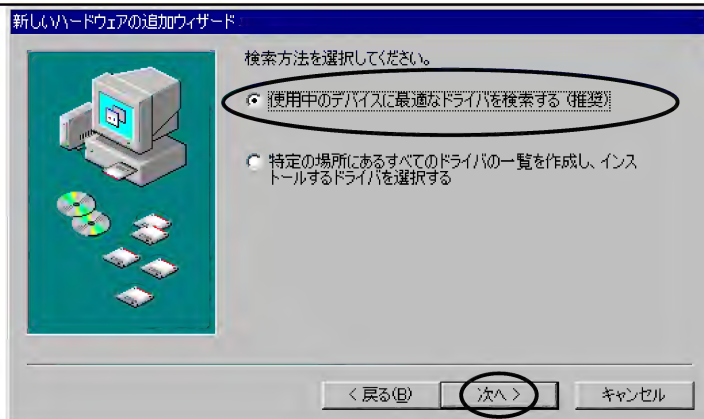 新しいハードウェアの追加ウィザード
検索方法を選択してください。
使用中のデバイスに最適なドライバを検索する (推奨)
特定の場所にあるすべてのドライバの一覧を作成し、インス
トールするドライバを選択する
< 戻る(B)
次へ >
キャンセル